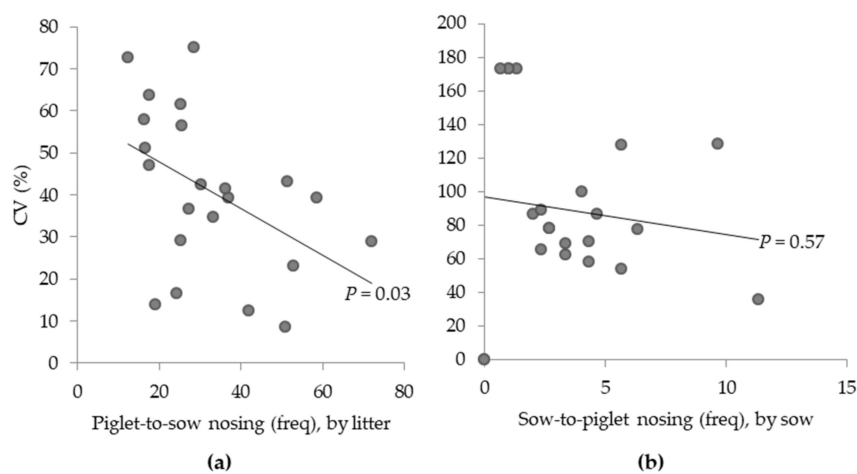 CV (%)
80
70
60
50
40
30
20
10
0
0 20 40 60 80
P = 0.03
Piglet-to-sow nosing (freq), by litter
(a)
200
180
160
140
120
100
80
60
40
20
0
0 5 10 15
P = 0.57
Sow-to-piglet nosing (freq), by sow
(b)